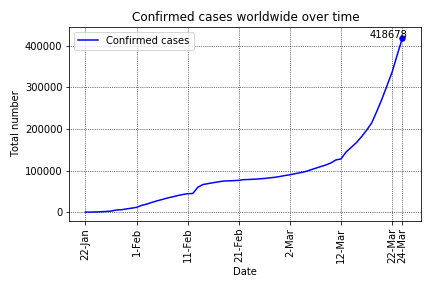 Confirmed cases worldwide over time
418678
Confirmed cases
400000
300000
200000
100000
0
Total number
22-Jan
1-Feb
11-Feb
21-Feb
2-Mar
12-Mar
22-Mar
24-Mar
Date